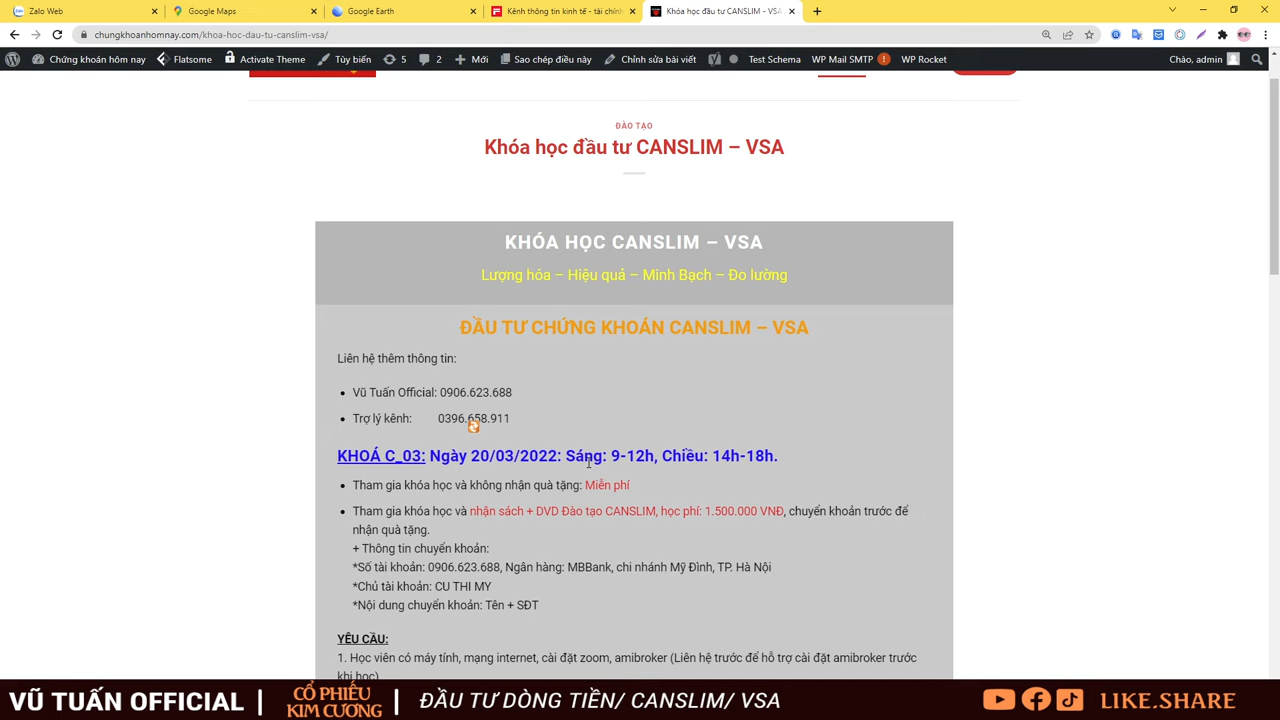 Zalo Web
Google Maps
Google Earth
Kênh thông tin kinh tế - tài chính
Khóa học đầu tư CANSLIM - VSA
chungkhoanhomnay.com/khoa-hoc-dau-tu-canslim-vsa/
Chứng khoán hôm nay
Flatsome
Activate Theme
Tùy biến
5
2
Mới
Sao chép điều này
Chỉnh sửa bài viết
Test Schema
WP Mail SMTP
WP Rocket
Chào, admin
ĐÀO TẠO
Khóa học đầu tư CANSLIM – VSA
KHÓA HỌC CANSLIM – VSA
Lượng hóa – Hiệu quả – Minh Bạch – Đo lường
ĐẦU TƯ CHỨNG KHOÁN CANSLIM – VSA
Liên hệ thêm thông tin:
Vũ Tuấn Official: 0906.623.688
Trợ lý kênh: 0396.658.911
KHOÁ C_03: Ngày 20/03/2022: Sáng: 9-12h, Chiều: 14h-18h.
Tham gia khóa học và không nhận quà tặng: Miễn phí
Tham gia khóa học và nhận sách + DVD Đào tạo CANSLIM, học phí: 1.500.000 VNĐ, chuyển khoản trước để
nhận quà tặng.
+ Thông tin chuyển khoản:
*Số tài khoản: 0906.623.688, Ngân hàng: MBBank, chi nhánh Mỹ Đình, TP. Hà Nội
*Chủ tài khoản: CU THI MY
*Nội dung chuyển khoản: Tên + SĐT
YÊU CẦU:
1. Học viên có máy tính, mạng internet, cài đặt zoom, amibroker (Liên hệ trước để hỗ trợ cài đặt amibroker trước
khi học)
VŨ TUẤN OFFICIAL |
CỔ PHIẾU
KIM CƯƠNG
| ĐẦU TƯ DÒNG TIỀN/ CANSLIM/ VSA
LIKE.SHARE